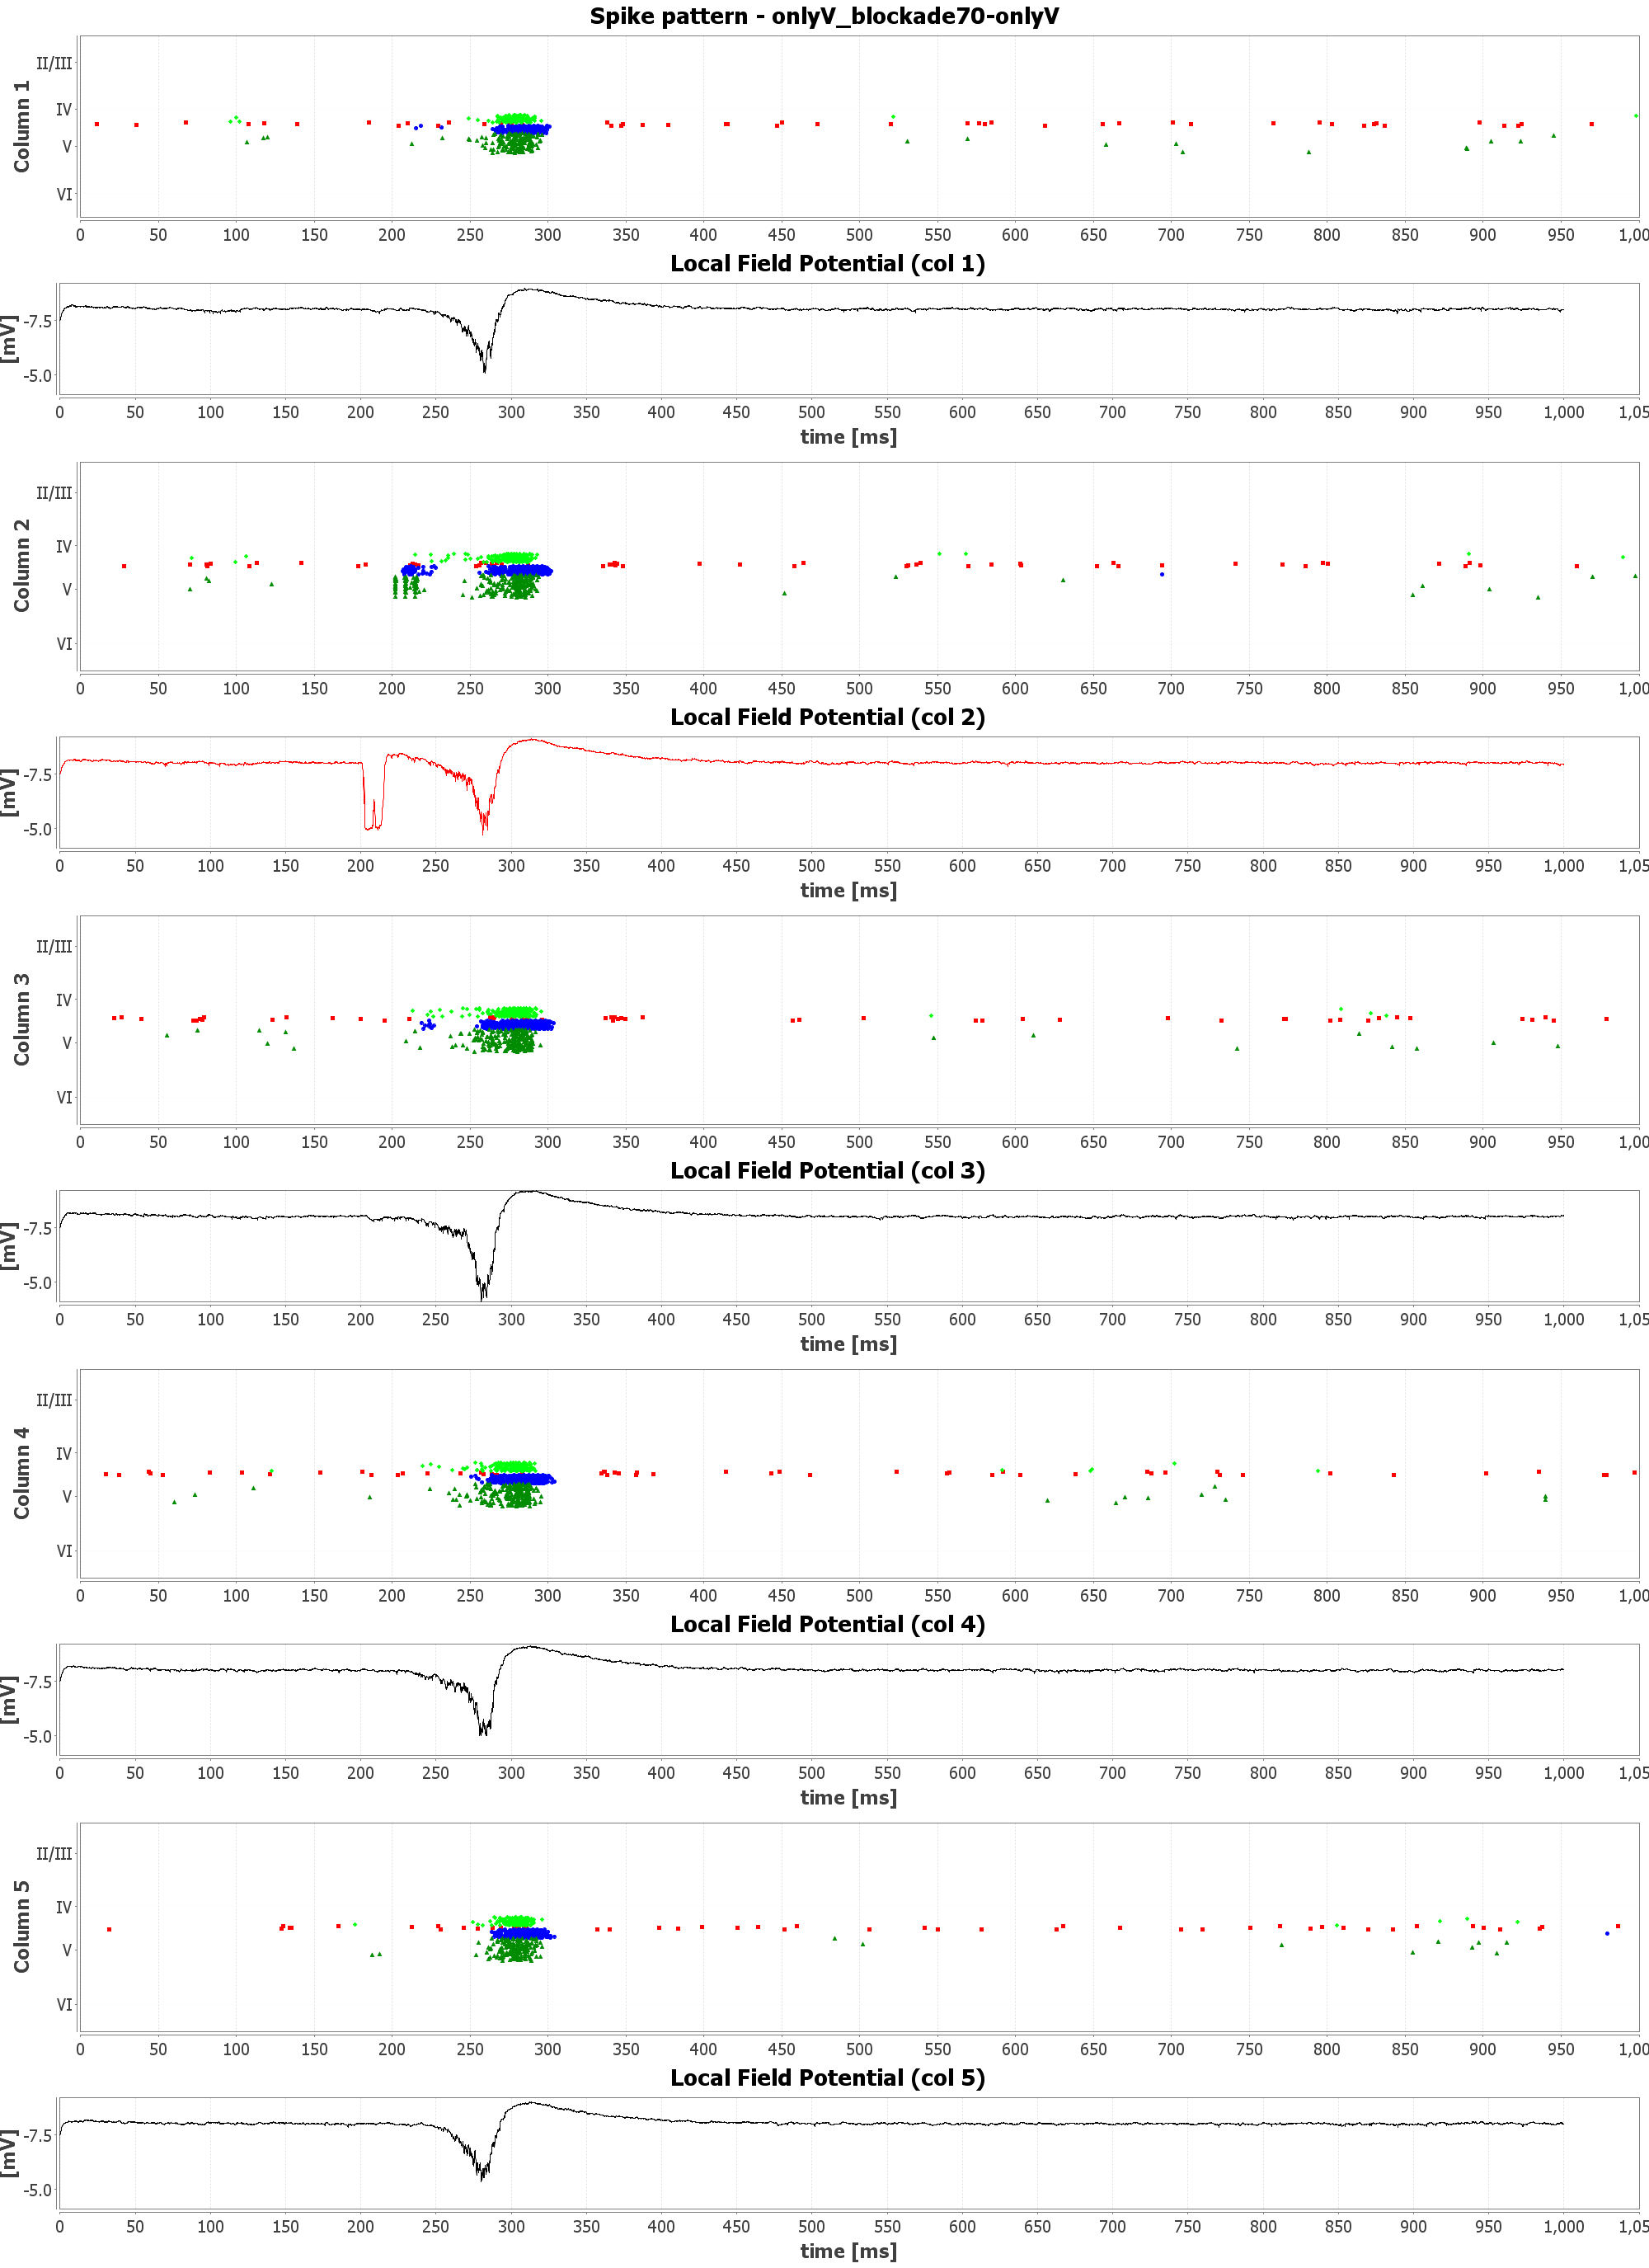 Spike pattern - onlyV_blockade70-onlyV
Column 1
II/III
IV
V
VI
0 50 100 150 200 250 300 350 400 450 500 550 600 650 700 750 800 850 900 950 1,00
Local Field Potential (col 1)
[mV]
-7.5
-5.0
0 50 100 150 200 250 300 350 400 450 500 550 600 650 700 750 800 850 900 950 1,000 1,05
time [ms]
Column 2
II/III
IV
V
VI
0 50 100 150 200 250 300 350 400 450 500 550 600 650 700 750 800 850 900 950 1,00
Local Field Potential (col 2)
[mV]
-7.5
-5.0
0 50 100 150 200 250 300 350 400 450 500 550 600 650 700 750 800 850 900 950 1,000 1,05
time [ms]
Column 3
II/III
IV
V
VI
0 50 100 150 200 250 300 350 400 450 500 550 600 650 700 750 800 850 900 950 1,00
Local Field Potential (col 3)
[mV]
-7.5
-5.0
0 50 100 150 200 250 300 350 400 450 500 550 600 650 700 750 800 850 900 950 1,000 1,05
time [ms]
Column 4
II/III
IV
V
VI
0 50 100 150 200 250 300 350 400 450 500 550 600 650 700 750 800 850 900 950 1,00
Local Field Potential (col 4)
[mV]
-7.5
-5.0
0 50 100 150 200 250 300 350 400 450 500 550 600 650 700 750 800 850 900 950 1,000 1,05
time [ms]
Column 5
II/III
IV
V
VI
0 50 100 150 200 250 300 350 400 450 500 550 600 650 700 750 800 850 900 950 1,00
Local Field Potential (col 5)
[mV]
-7.5
-5.0
0 50 100 150 200 250 300 350 400 450 500 550 600 650 700 750 800 850 900 950 1,000 1,05
time [ms]